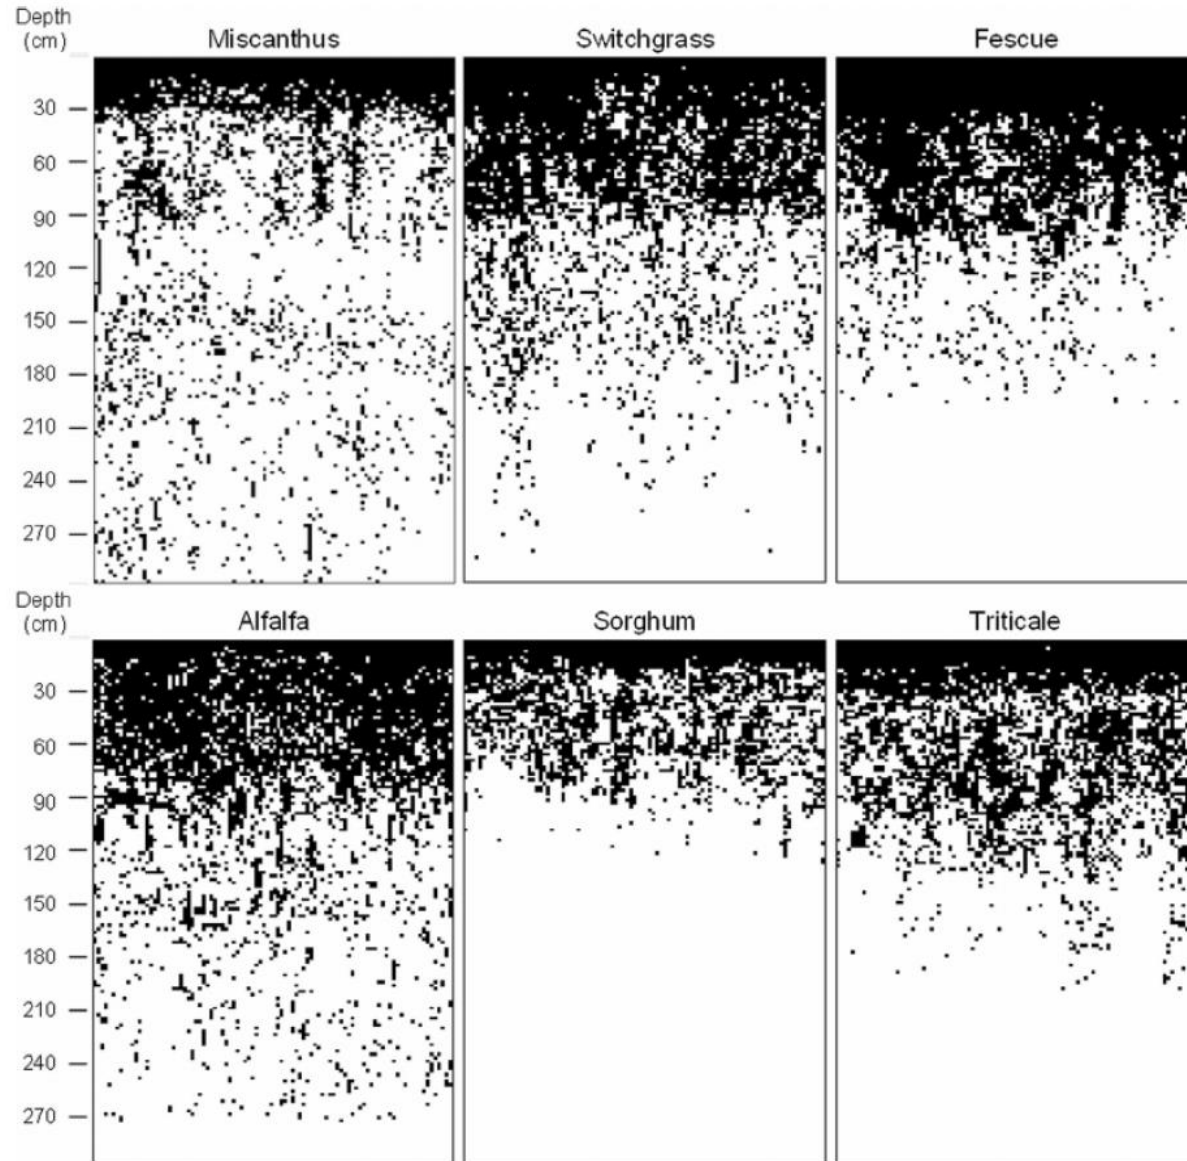 Depth
(cm)
Miscanthus
Switchgrass
Fescue
30
60
90
120
150
180
210
240
270
Depth
(cm)
Alfalfa
Sorghum
Triticale
30
60
90
120
150
180
210
240
270